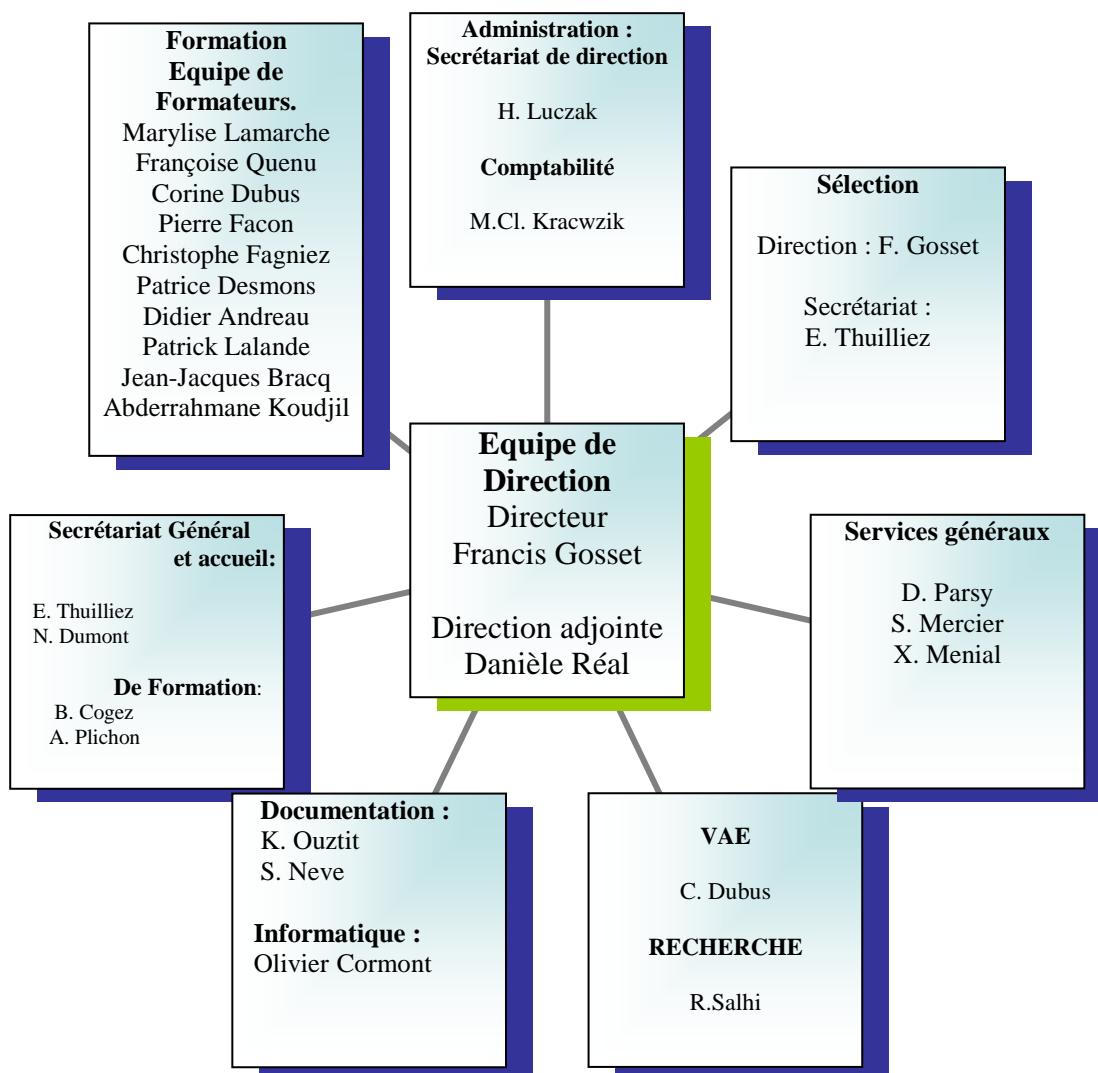 Formation
Equipe de
Formateurs.
Marylise Lamarche
Françoise Quenu
Corine Dubus
Pierre Facon
Christophe Fagniez
Patrice Desmons
Didier Andreau
Patrick Lalande
Jean-Jacques Bracq
Abderrahmane Koudjil
Administration :
Secrétariat de direction
H. Luczak
Comptabilité
M.Cl. Kracwzik
Sélection
Direction : F. Gosset
Secrétariat :
E. Thuilliez
Equipe de
Direction
Directeur
Francis Gosset
Direction adjointe
Danièle Réal
Secrétariat Général
et accueil:
E. Thuilliez
N. Dumont
De Formation:
B. Cogez
A. Plichon
Services généraux
D. Parsy
S. Mercier
X. Menial
Documentation :
K. Ouztit
S. Neve
Informatique :
Olivier Cormont
VAE
C. Dubus
RECHERCHE
R.Salhi